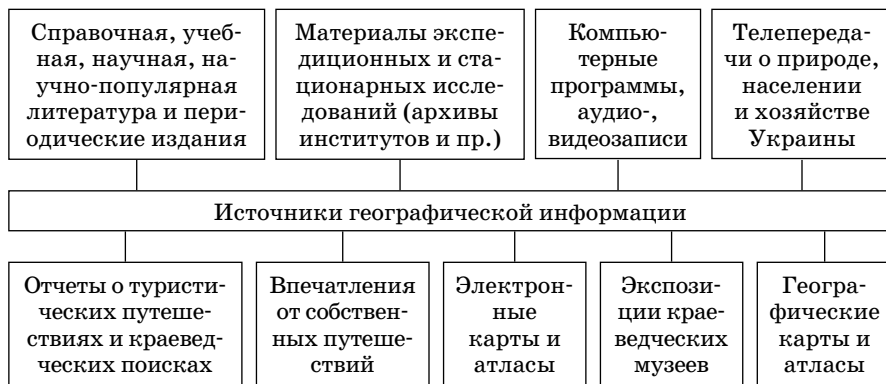 Справочная, учеб-
ная, научная, на-
учно-популярная
литература и пери-
одические издания
Материалы экспе-
диционных и ста-
ционарных иссле-
дований (архивы
институтов и пр.)
Компью-
терные
программы,
аудио-,
видеозаписи
Телепереда-
чи о природе,
населении
и хозяйстве
Украины
Источники географической информации
Отчеты о туристи-
ческих путеше-
ствиях и краевед-
ческих поисках
Впечатления
от собствен-
ных путеше-
ствий
Электрон-
ные
карты и
атласы
Экспози-
ции крае-
ведческих
музеев
Геогра-
фические
карты и
атласы